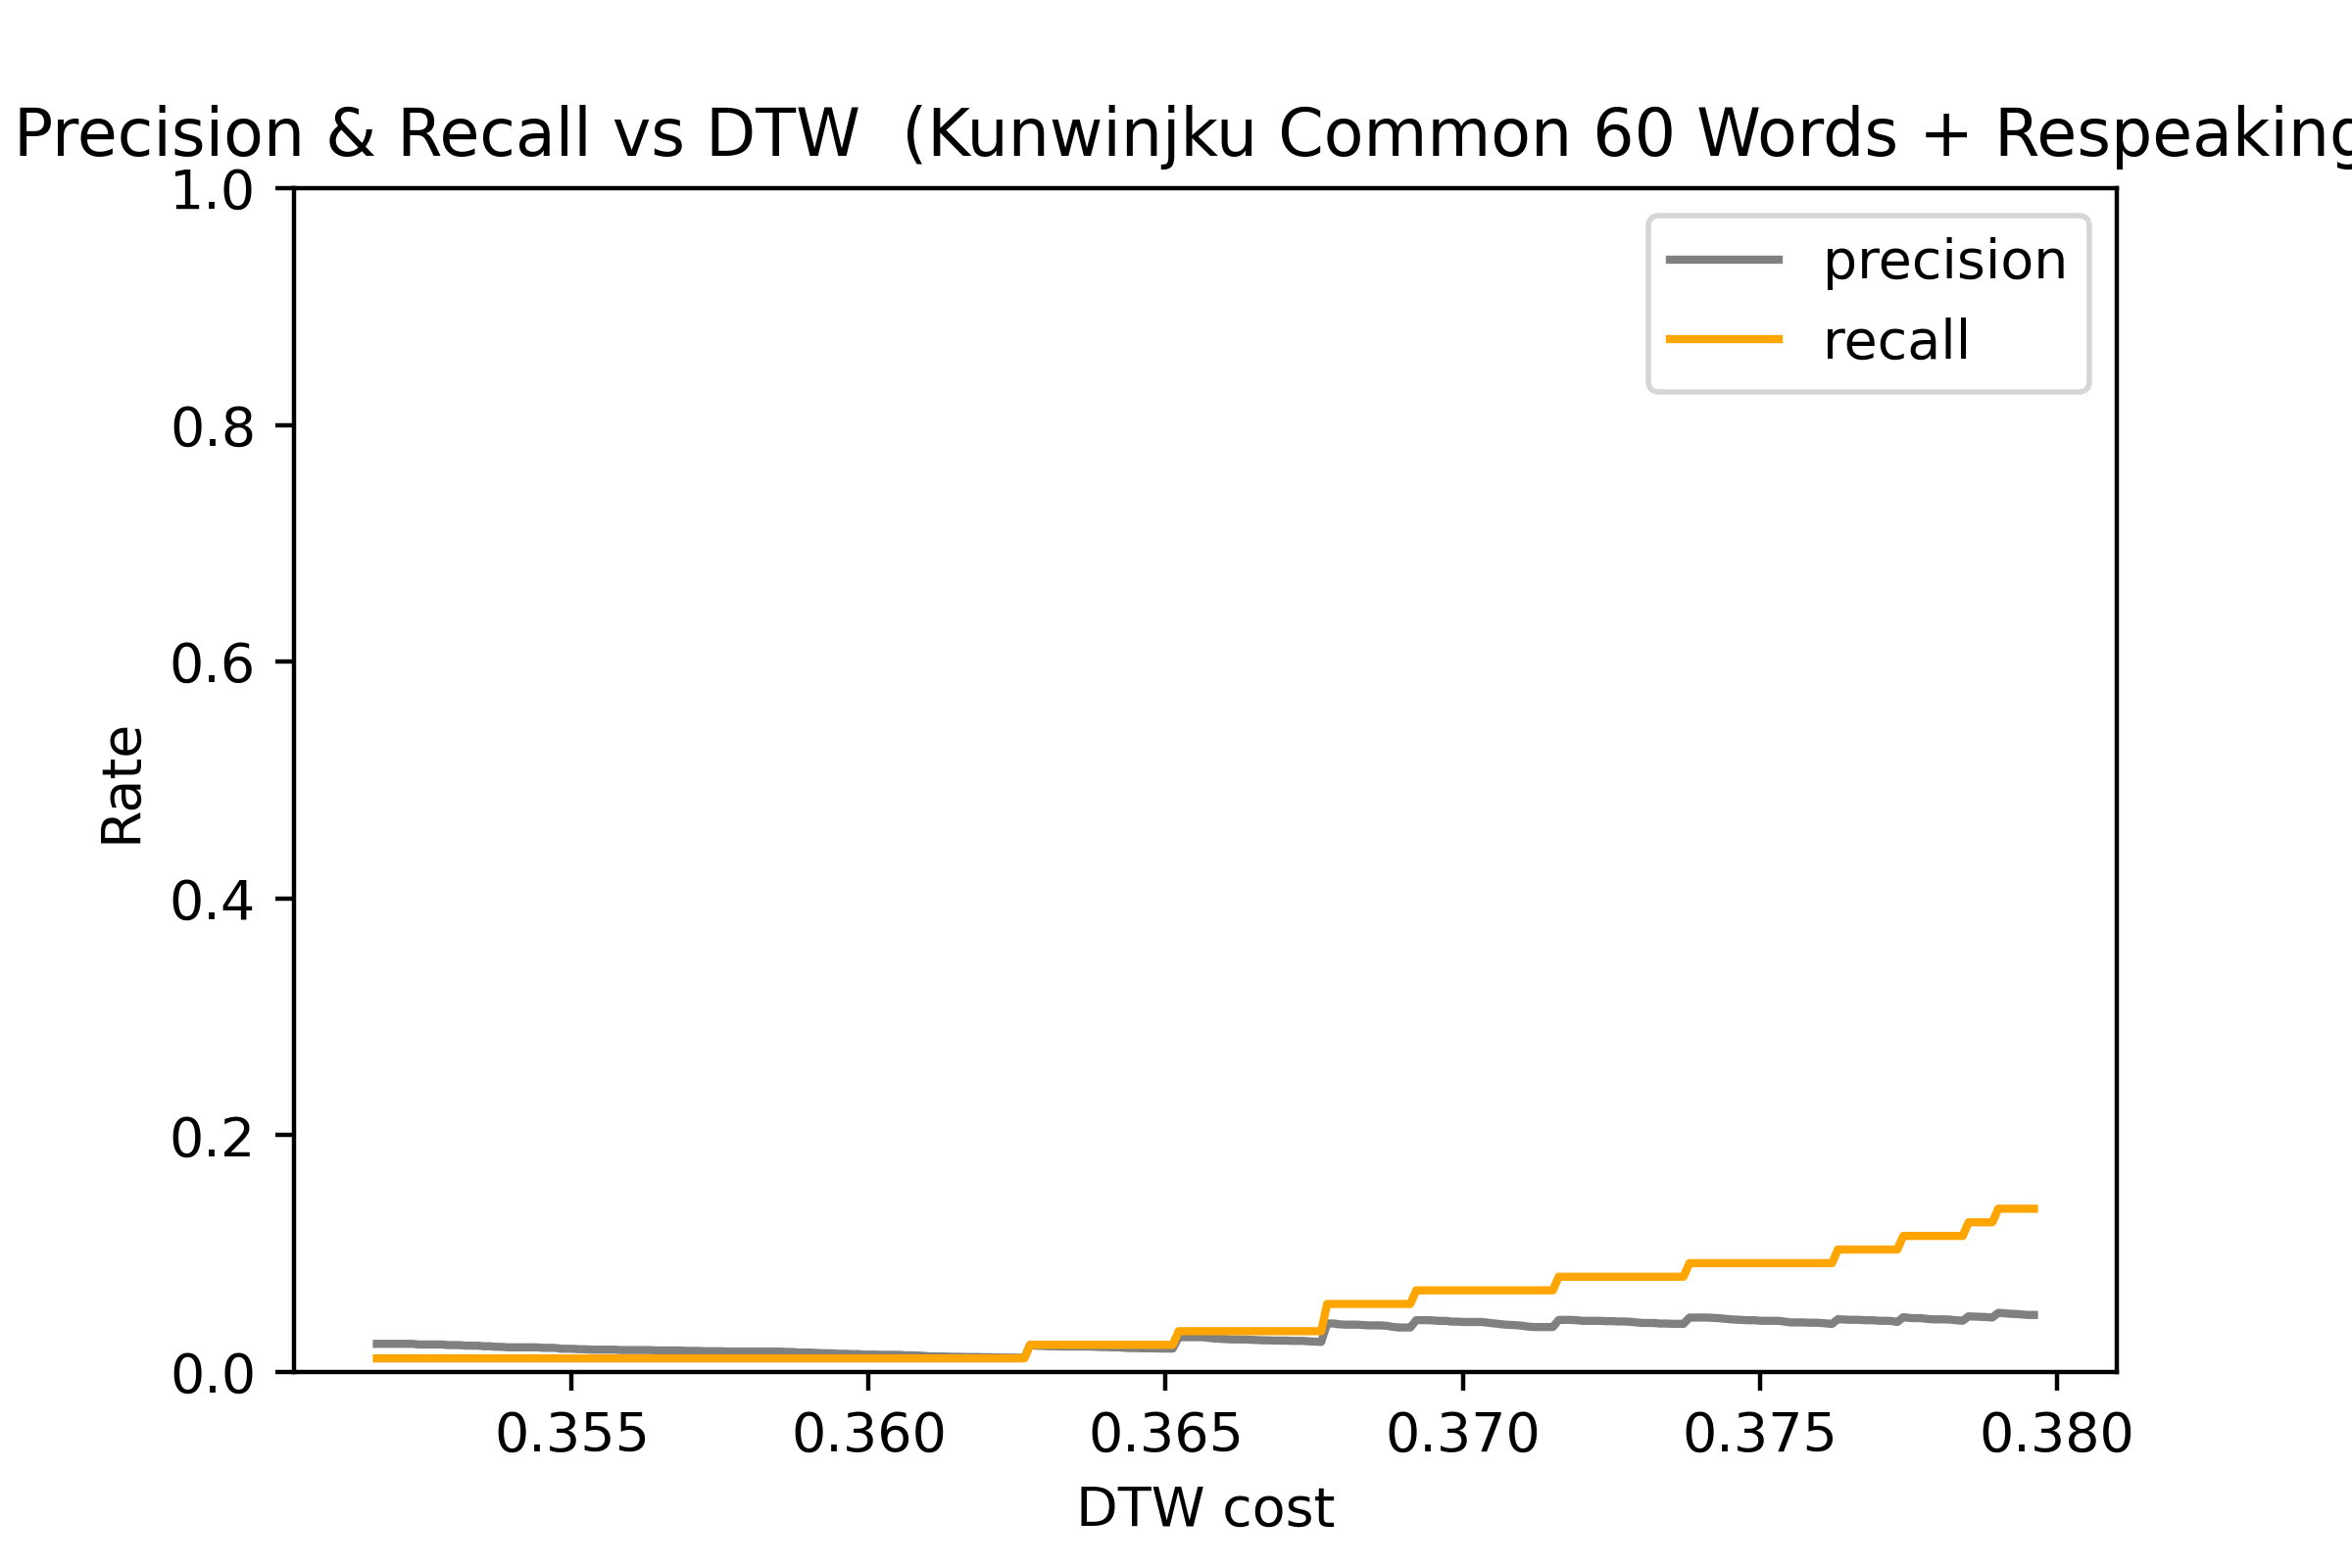 Precision & Recall vs DTW (Kunwinjku Common 60 Words + Respeaking
1.0
precision
recall
0.8
0.6
Rate
0.4
0.2
0.0
0.355 0.360 0.365 0.370 0.375 0.380
DTW cost